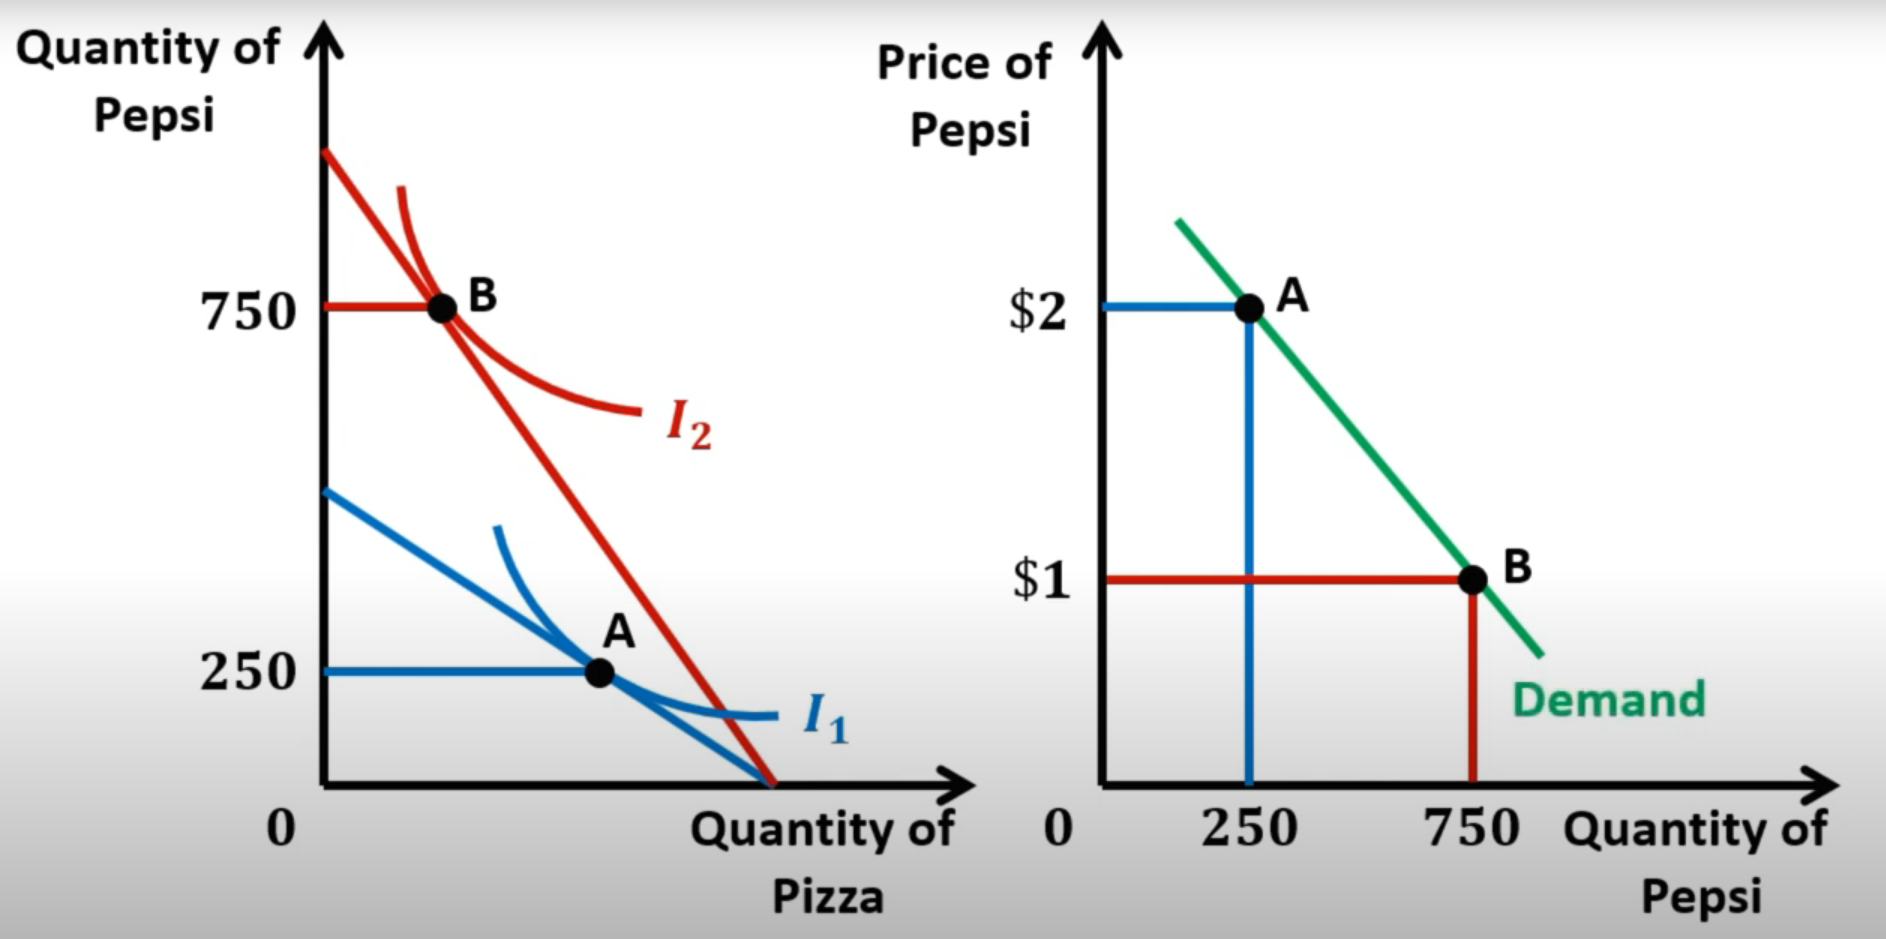 Quantity of
Pepsi
750
250
0
B
I2
A
I1
Quantity of
Pizza
Price of
Pepsi
$2
$1
0
A
B
Demand
250
750
Quantity of
Pepsi